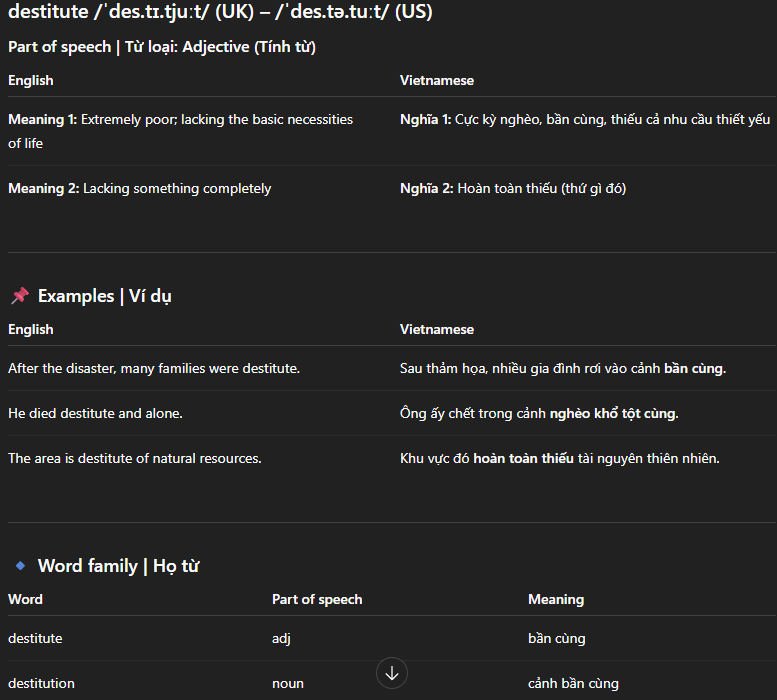 destitute /ˈdes.tɪ.tjuːt/ (UK) – /ˈdes.tə.tuːt/ (US)
Part of speech | Từ loại: Adjective (Tính từ)
English Vietnamese
Meaning 1: Extremely poor; lacking the basic necessities Nghĩa 1: Cực kỳ nghèo, bần cùng, thiếu cả nhu cầu thiết yếu
of life
Meaning 2: Lacking something completely Nghĩa 2: Hoàn toàn thiếu (thứ gì đó)
Examples | Ví dụ
English Vietnamese
After the disaster, many families were destitute. Sau thảm họa, nhiều gia đình rơi vào cảnh bần cùng.
He died destitute and alone. Ông ấy chết trong cảnh nghèo khổ tột cùng.
The area is destitute of natural resources. Khu vực đó hoàn toàn thiếu tài nguyên thiên nhiên.
Word family | Họ từ
Word Part of speech Meaning
destitute adj bần cùng
destitution noun cảnh bần cùng